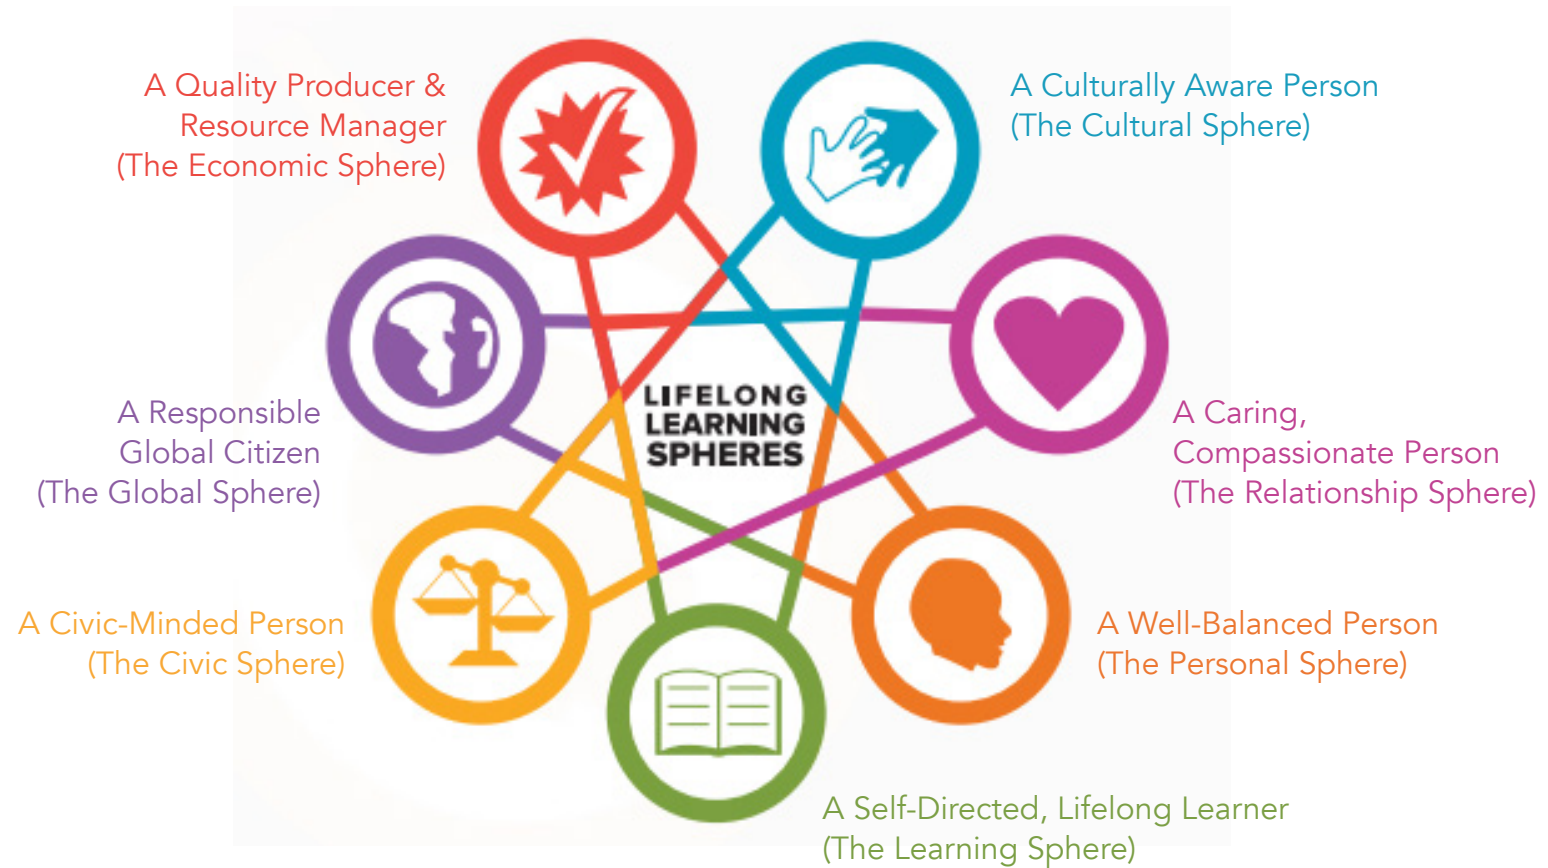 A Quality Producer &
Resource Manager
(The Economic Sphere)
A Culturally Aware Person
(The Cultural Sphere)
LIFELONG
LEARNING
SPHERES
A Responsible
Global Citizen
(The Global Sphere)
A Caring,
Compassionate Person
(The Relationship Sphere)
A Civic-Minded Person
(The Civic Sphere)
A Well-Balanced Person
(The Personal Sphere)
A Self-Directed, Lifelong Learner
(The Learning Sphere)